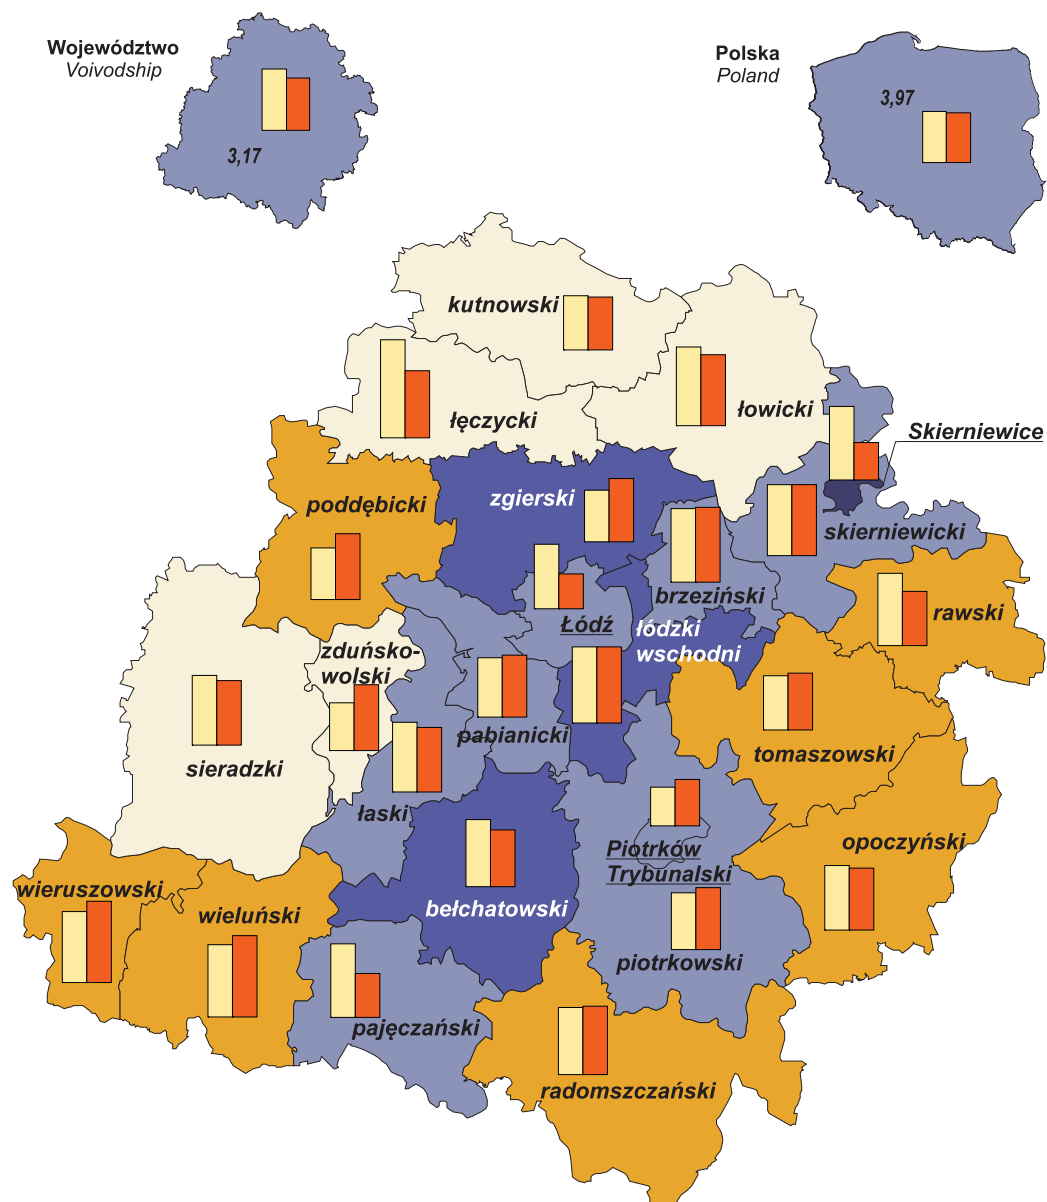 Województwo
Voivodship
3,17
Polska
Poland
3,97
kutnowski
łęczycki
łowicki
Skierniewice
poddębicki
zgierski
skierniewicki
brzeziński
rawski
Łódź
łódzki
wschodni
zduńsko-
wolski
sieradzki
pabianicki
tomaszowski
łaski
Piotrków
Trybunalski
opoczyński
wieruszowski
wieluński
bełchatowski
piotrkowski
pajęczański
radomszczański